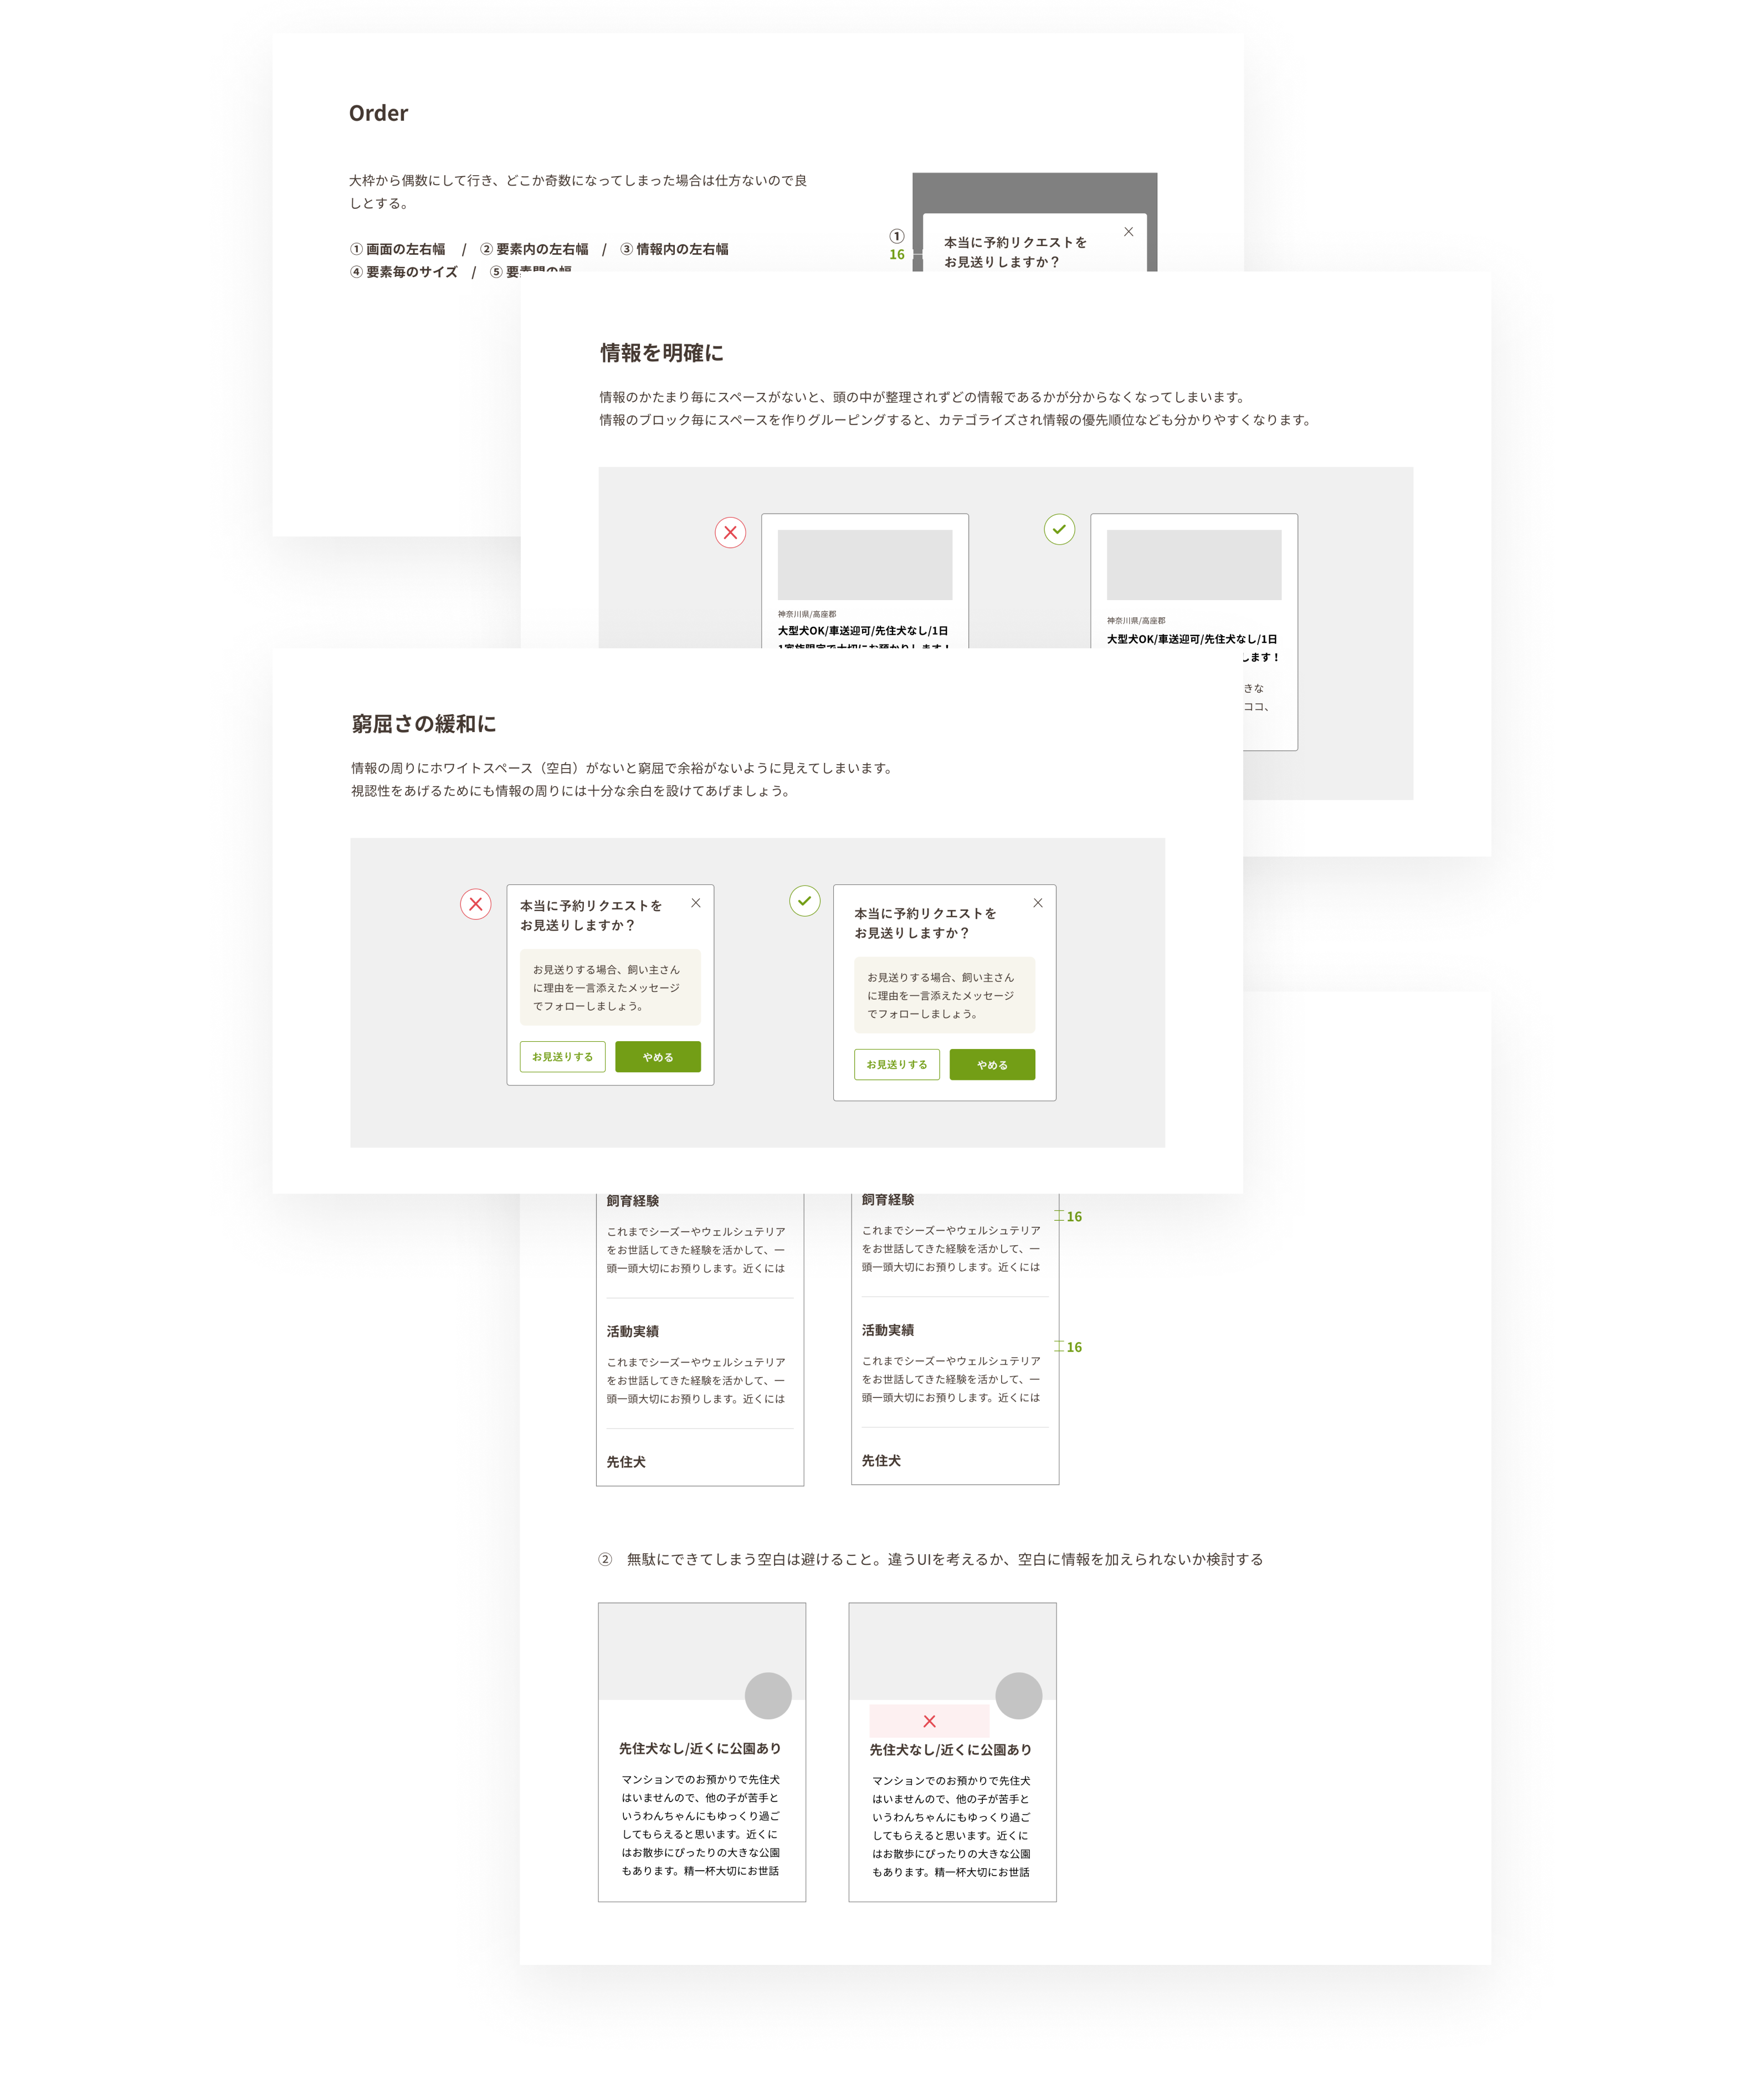 Order
大枠から偶数にして行き、どこか奇数になってしまった場合は仕方ないので良
しとする。
① 画面の左右幅 / ② 要素内の左右幅 / ③ 情報内の左右幅
④ 要素毎のサイズ / ⑤ 要素間の幅
①
16
本当に予約リクエストを
お見送りしますか？
情報を明確に
情報のかたまり毎にスペースがないと、頭の中が整理されずどの情報であるかが分からなくなってしまいます。
情報のブロック毎にスペースを作りグルーピングすると、カテゴライズされ情報の優先順位なども分かりやすくなります。
神奈川県/高座郡
大型犬OK/車送迎可/先住犬なし/1日
1家族限定で大切にお預かりします！
神奈川県/高座郡
大型犬OK/車送迎可/先住犬なし/1日
します！
きな
ココ、
窮屈さの緩和に
情報の周りにホワイトスペース（空白）がないと窮屈で余裕がないように見えてしまいます。
視認性をあげるためにも情報の周りには十分な余白を設けてあげましょう。
本当に予約リクエストを
お見送りしますか？
お見送りする場合、飼い主さん
に理由を一言添えたメッセージ
でフォローしましょう。
お見送りする
やめる
本当に予約リクエストを
お見送りしますか？
お見送りする場合、飼い主さん
に理由を一言添えたメッセージ
でフォローしましょう。
お見送りする
やめる
飼育経験
これまでシーズーやウェルシュテリア
をお世話してきた経験を活かして、一
頭一頭大切にお預りします。近くには
活動実績
これまでシーズーやウェルシュテリア
をお世話してきた経験を活かして、一
頭一頭大切にお預りします。近くには
先住犬
飼育経験
16
これまでシーズーやウェルシュテリア
をお世話してきた経験を活かして、一
頭一頭大切にお預りします。近くには
活動実績
16
これまでシーズーやウェルシュテリア
をお世話してきた経験を活かして、一
頭一頭大切にお預りします。近くには
先住犬
② 無駄にできてしまう空白は避けること。違うUIを考えるか、空白に情報を加えられないか検討する
先住犬なし/近くに公園あり
マンションでのお預かりで先住犬
はいませんので、他の子が苦手と
いうわんちゃんにもゆっくり過ご
してもらえると思います。近くに
はお散歩にぴったりの大きな公園
もあります。精一杯大切にお世話
先住犬なし/近くに公園あり
マンションでのお預かりで先住犬
はいませんので、他の子が苦手と
いうわんちゃんにもゆっくり過ご
してもらえると思います。近くに
はお散歩にぴったりの大きな公園
もあります。精一杯大切にお世話